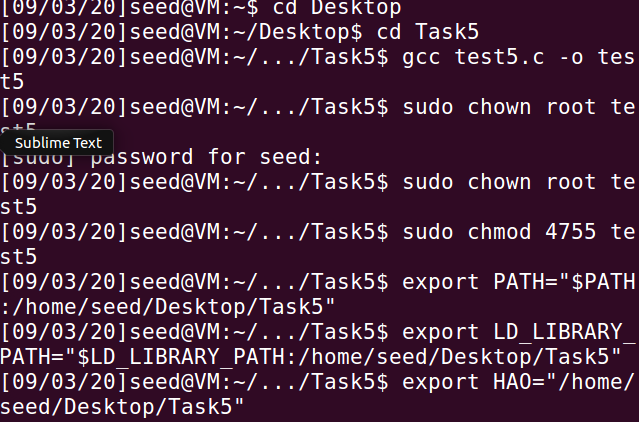 [09/03/20]seed@VM:~$ cd Desktop
[09/03/20]seed@VM:~/Desktop$ cd Task5
[09/03/20]seed@VM:~/.../Task5$ gcc test5.c -o tes
t5
[09/03/20]seed@VM:~/.../Task5$ sudo chown root te
st5
Sublime Text
[sudo] password for seed:
[09/03/20]seed@VM:~/.../Task5$ sudo chown root te
st5
[09/03/20]seed@VM:~/.../Task5$ sudo chmod 4755 te
st5
[09/03/20]seed@VM:~/.../Task5$ export PATH="$PATH
:/home/seed/Desktop/Task5"
[09/03/20]seed@VM:~/.../Task5$ export LD_LIBRARY_
PATH="$LD_LIBRARY_PATH:/home/seed/Desktop/Task5"
[09/03/20]seed@VM:~/.../Task5$ export HAO="/home/
seed/Desktop/Task5"